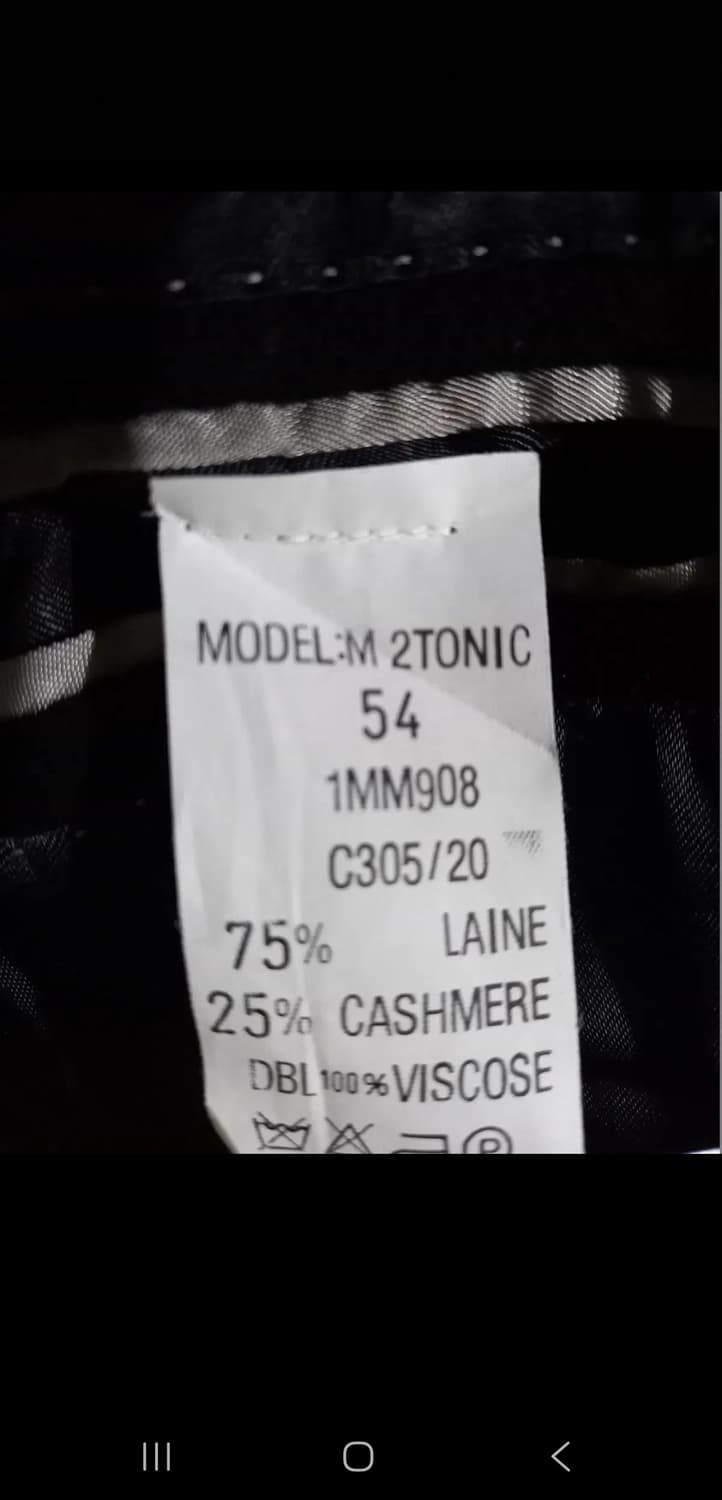 MODEL:M 2TONIC
54
1MM908
C305/20
75% LAINE
25% CASHMERE
DBL 100% VISCOSE
P